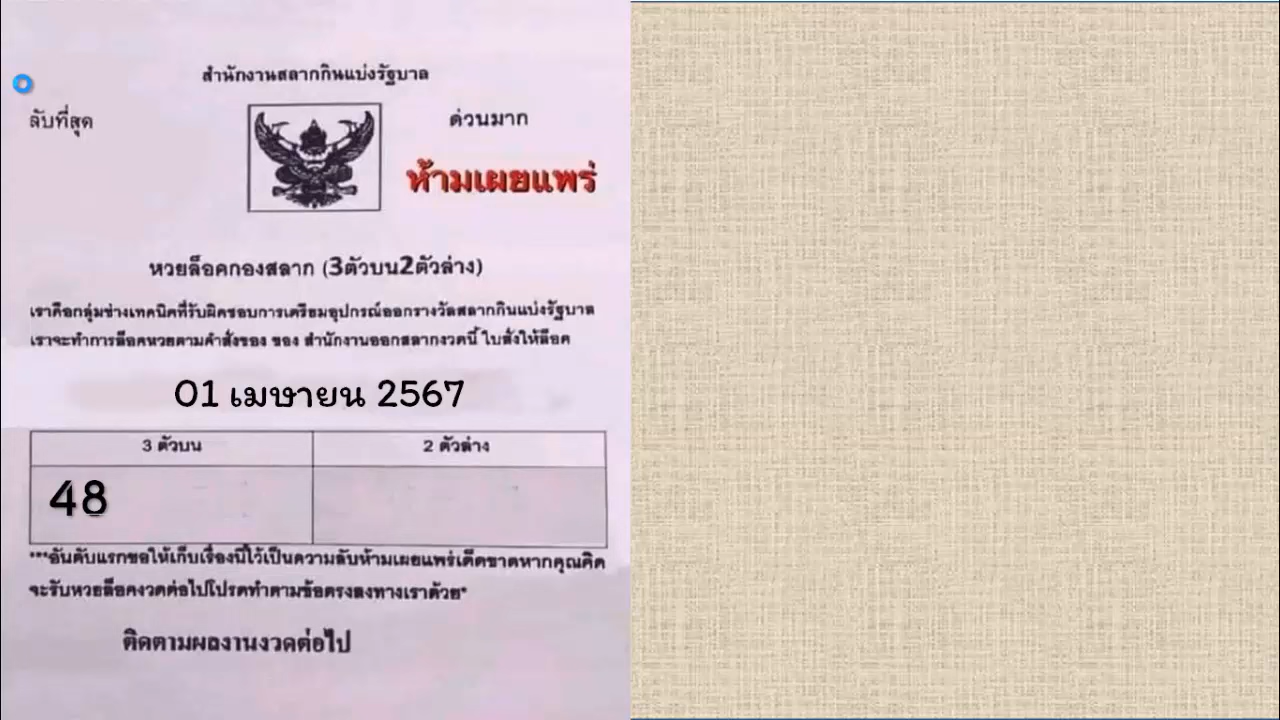 สำนักงานสลากกินแบ่งรัฐบาล
ลับที่สุด
ด่วนมาก
ห้ามเผยแพร่
หวยล็อคกองสลาก (3ตัวบน2ตัวล่าง)
เราคือกลุ่มช่างเทคนิคที่รับผิดชอบการเตรียมอุปกรณ์ออกรางวัลสลากกินแบ่งรัฐบาล
เราจะทำการล็อคหวยตามคำสั่งของ ของ สำนักงานออกสลากงวดนี้ ใบสั่งให้ล็อค
01 เมษายน 2567
3 ตัวบน
2 ตัวล่าง
48
***อันดับแรกขอให้เก็บเรื่องนี้ไว้เป็นความลับห้ามเผยแพร่เด็ดขาดหากคุณคิด
จะรับหวยล็อคงวดต่อไปโปรดทำตามข้อตรงลงทางเราด้วย*
ติดตามผลงานงวดต่อไป